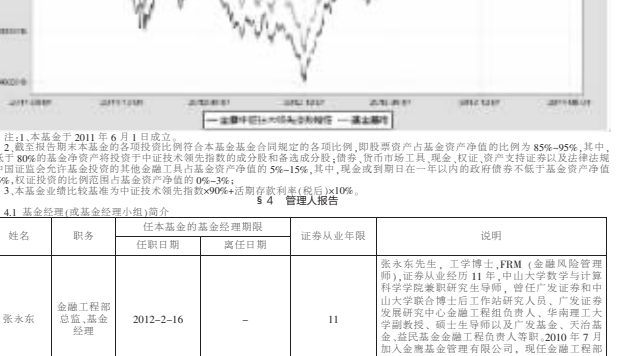 注:1、本基金于 2011 年 6 月 1 日成立。
2、截至报告期末本基金的各项投资比例符合本基金基金合同规定的各项比例,即股票资产占基金资产净值的比例为 85%-95%,其中,
低于 80%的基金净资产将投资于中证技术领先指数的成分股和备选成分股;债券、货币市场工具、现金、权证、资产支持证券以及法律法规
中国证监会允许基金投资的其他金融工具占基金资产净值的 5%-15%,其中,现金或到期日在一年以内的政府债券不低于基金资产净值
%,权证投资的比例范围占基金资产净值的 0%-3%;
3、本基金业绩比较基准为中证技术领先指数×90%+活期存款利率(税后)×10%。
§4 管理人报告
4.1 基金经理(或基金经理小组)简介
姓名 职务 任本基金的基金经理期限 证券从业年限 说明
任职日期 离任日期
张永东 金融工程部总监、基金经理 2012-2-16 - 11
张永东先生，工学博士,FRM (金融风险管理
师),证券从业经历 11 年,中山大学数学与计算
科学学院兼职研究生导师，曾任广发证券和中
山大学联合博士后工作站研究人员、广发证券
发展研究中心金融工程组负责人、华南理工大
学副教授、硕士生导师以及广发基金、天治基
金、益民基金金融工程负责人等职。2010 年 7 月
加入金鹰基金管理有限公司，现任金融工程部